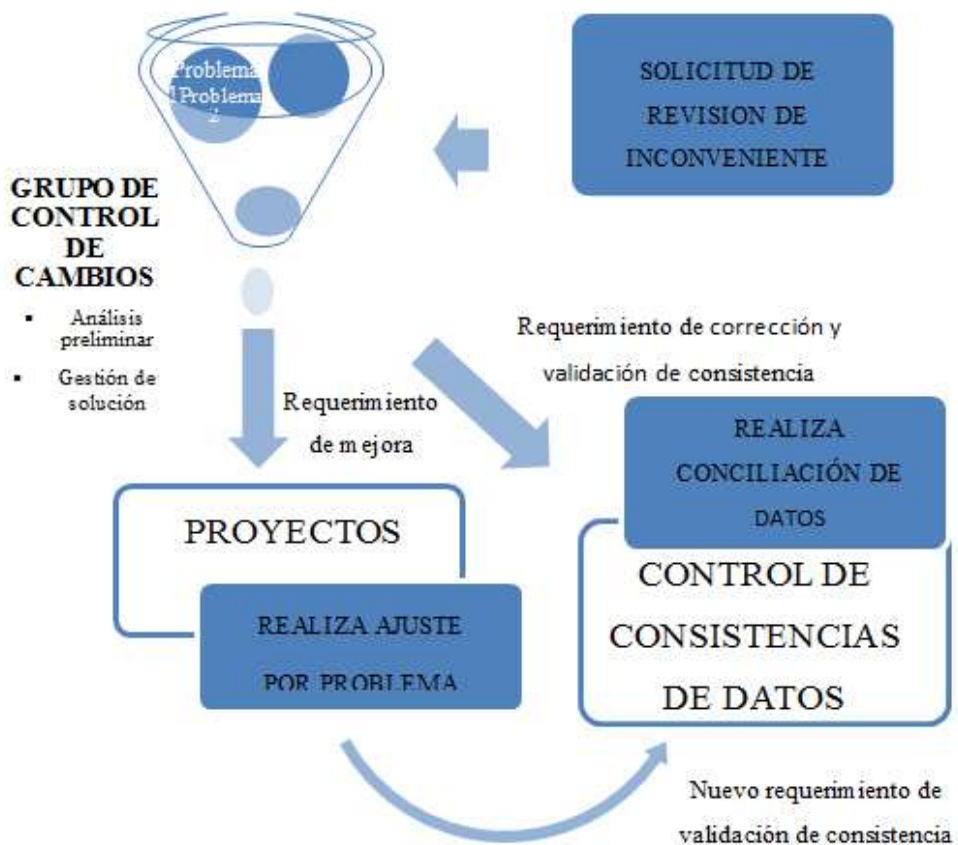 Problema
1
Problema
2
SOLICITUD DE
REVISION DE
INCONVENIENTE
GRUPO DE
CONTROL
DE
CAMBIOS
▪ Análisis
preliminar
▪ Gestión de
solución
Requerimiento de corrección y
validación de consistencia
Requerimiento
de mejora
PROYECTOS
REALIZA AJUSTE
POR PROBLEMA
REALIZA
CONCILIACIÓN DE
DATOS
CONTROL DE
CONSISTENCIAS
DE DATOS
Nuevo requerimiento de
validación de consistencia